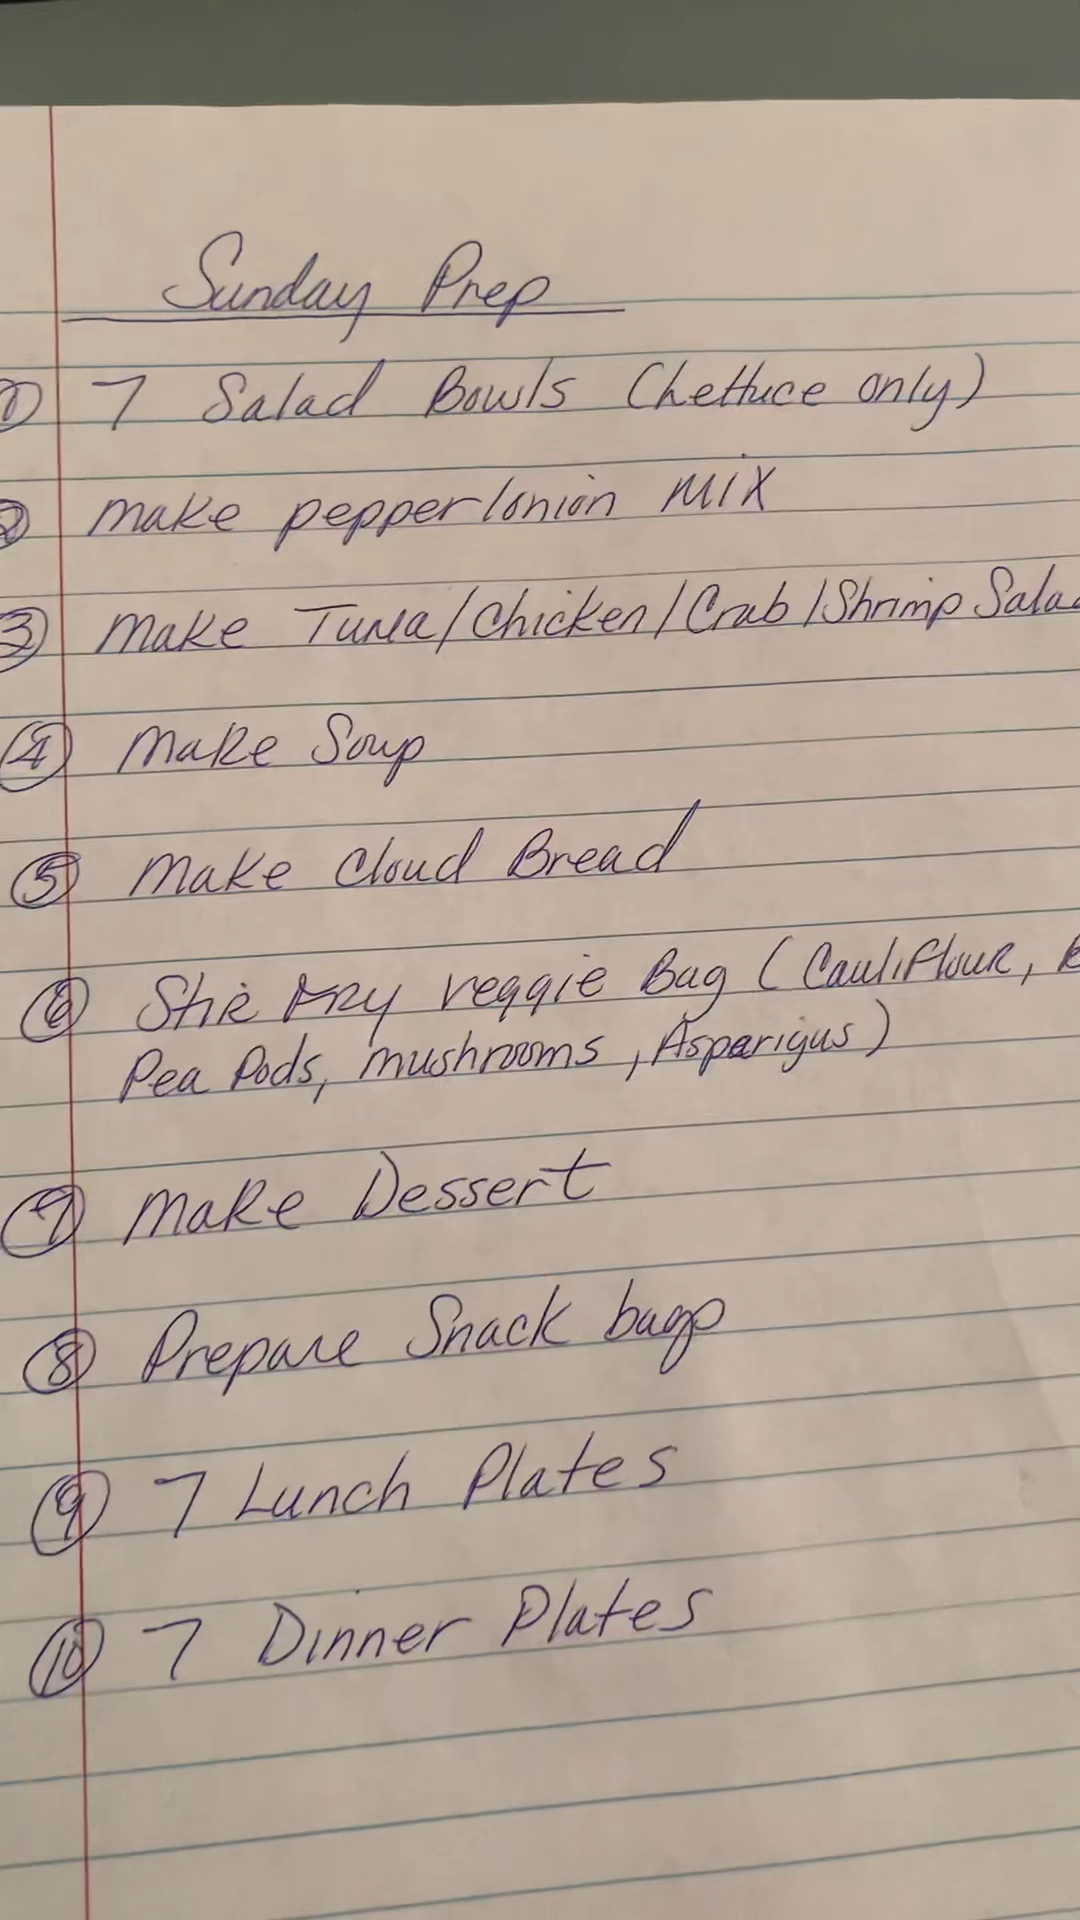 Sunday Prep
① 7 Salad Bowls (Lettuce only)
② Make pepper/onion Mix
③ Make Tuna/Chicken/Crab/Shrimp Salad
④ Make Soup
⑤ Make Cloud Bread
⑥ Stir Fry veggie Bag (Cauliflour,
Pea Pods, mushrooms, Asparigus)
⑦ Make Dessert
⑧ Prepare Snack bags
⑨ 7 Lunch Plates
⑩ 7 Dinner Plates